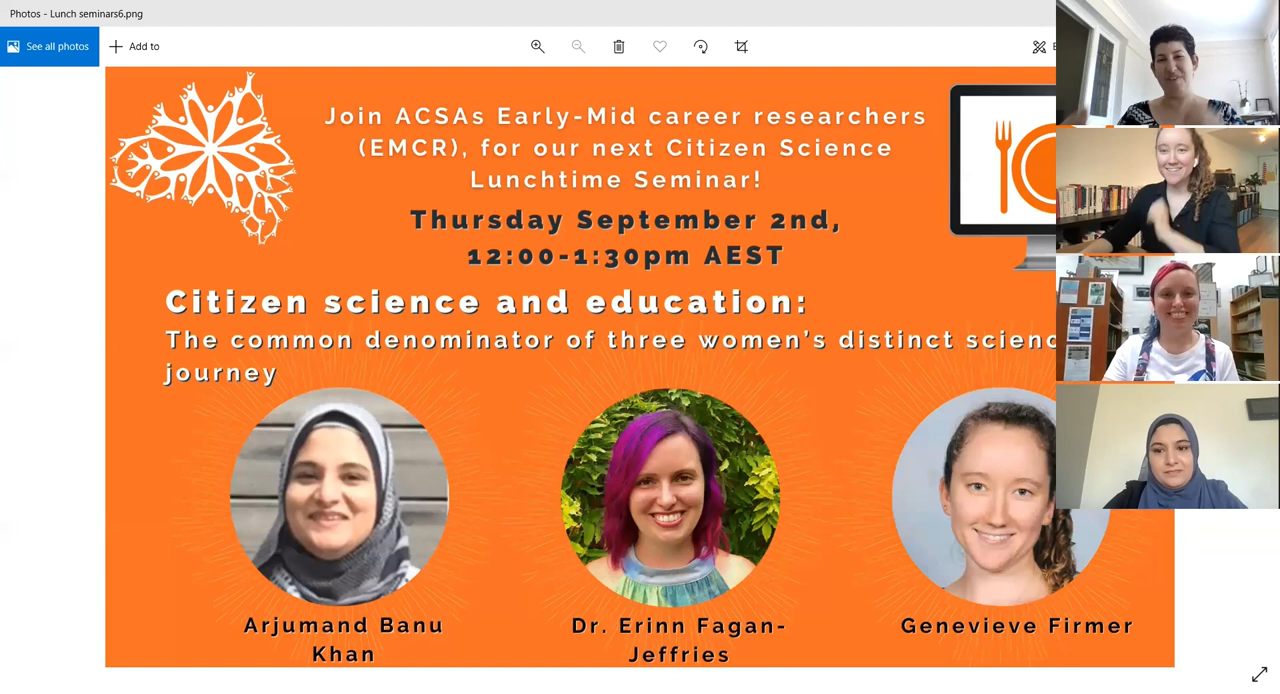 Photos - Lunch seminars6.png
See all photos
Add to
Join ACSAs Early-Mid career researchers
(EMCR), for our next Citizen Science
Lunchtime Seminar!
Thursday September 2nd,
12:00-1:30pm AEST
Citizen science and education:
The common denominator of three women's distinct
journey
Arjumand Banu
Khan
Dr. Erinn Fagan-
Jeffries
Genevieve Firmer